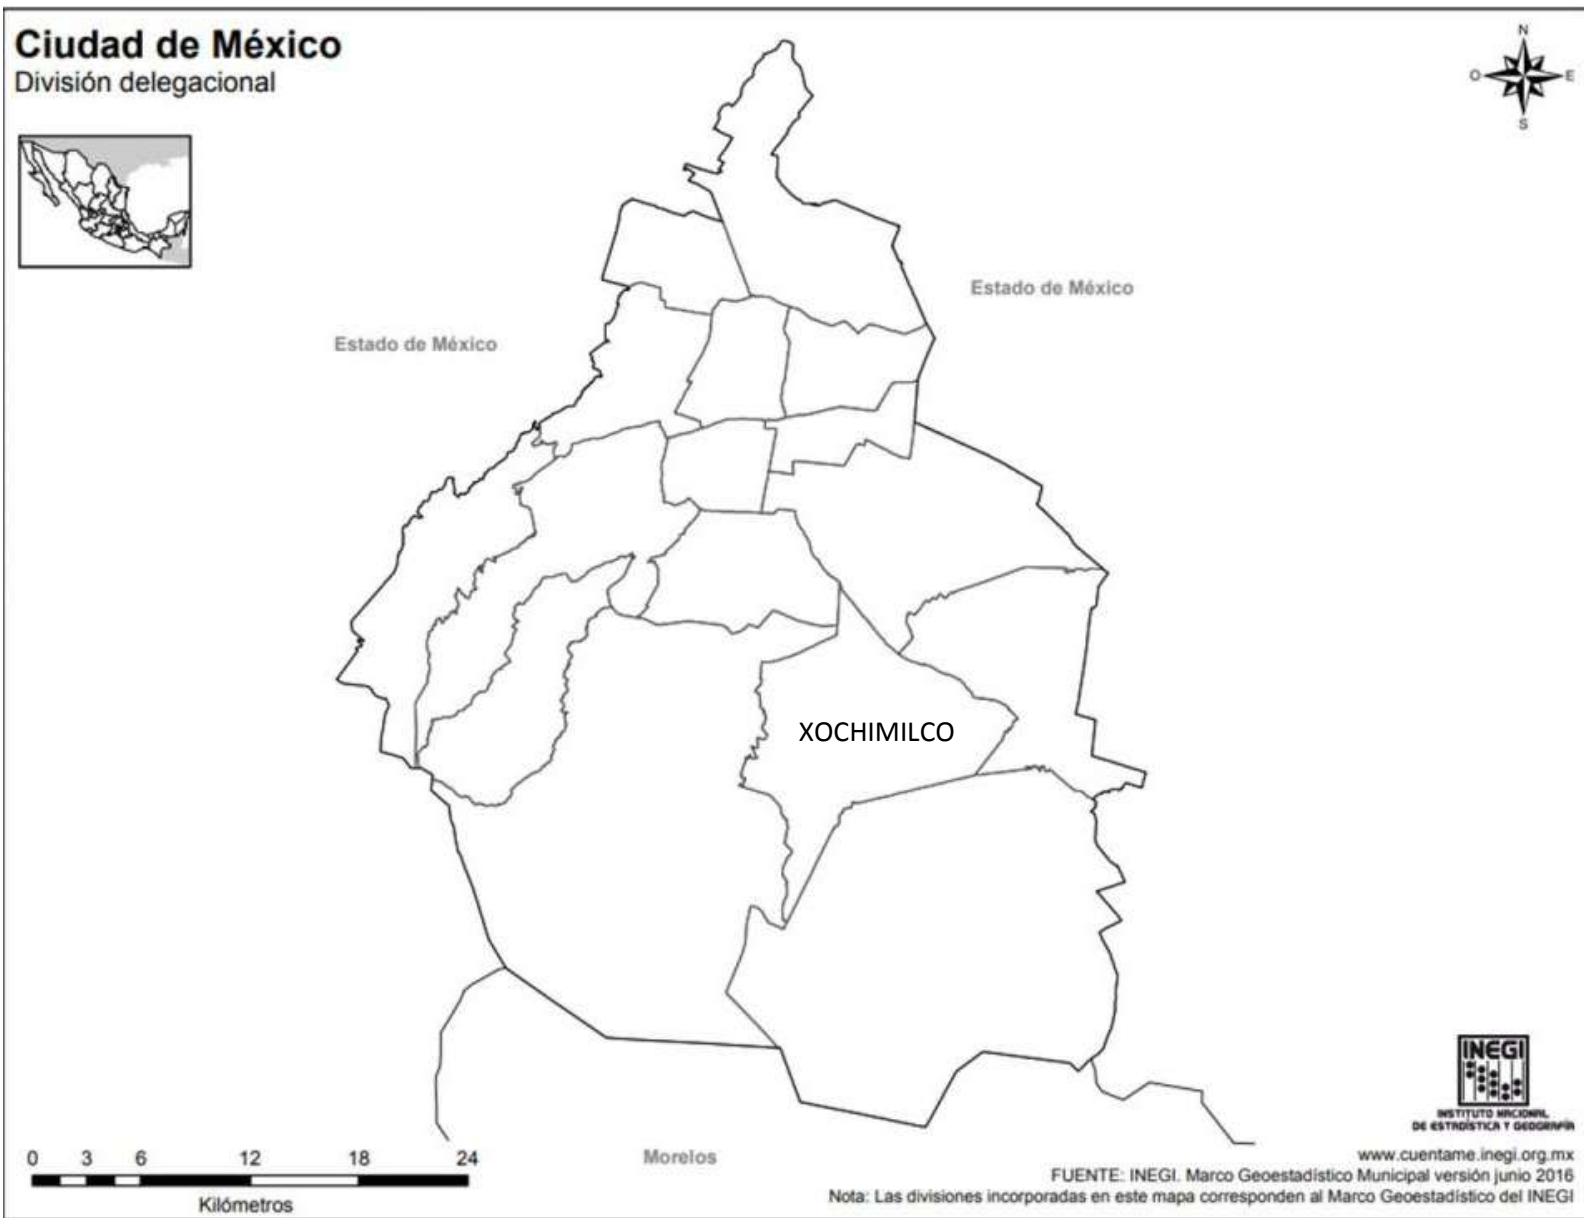 Ciudad de México
División delegacional
N
O
E
S
Estado de México
Estado de México
XOCHIMILCO
INEGI
INSTITUTO NACIONAL
DE ESTADÍSTICA Y GEOGRAFÍA
0 3 6 12 18 24
Kilómetros
Morelos
www.cuentame.inegi.org.mx
FUENTE: INEGI. Marco Geoestadístico Municipal versión junio 2016
Nota: Las divisiones incorporadas en este mapa corresponden al Marco Geoestadístico del INEGI